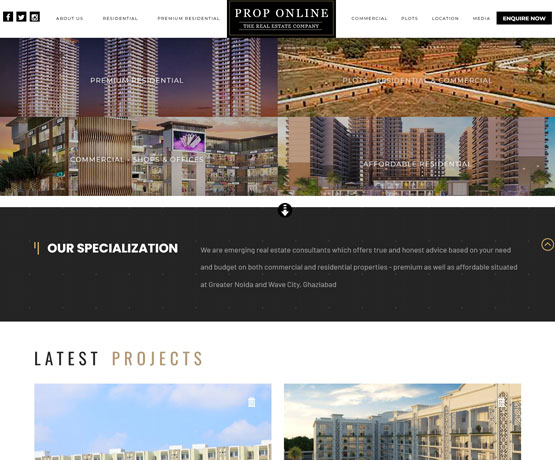 ABOUT US
RESIDENTIAL
PREMIUM RESIDENTIAL
PROP ONLINE
THE REAL ESTATE COMPANY
COMMERCIAL
PLOTS
LOCATION
MEDIA
ENQUIRE NOW
PREMIUM RESIDENTIAL
PLOTS - RESIDENTIAL & COMMERCIAL
COMMERCIAL - SHOPS & OFFICES
AFFORDABLE RESIDENTIAL
OUR SPECIALIZATION
We are emerging real estate consultants which offers true and honest advice based on your need
and budget on both commercial and residential properties - premium as well as affordable situated
at Greater Noida and Wave City, Ghaziabad
LATEST PROJECTS